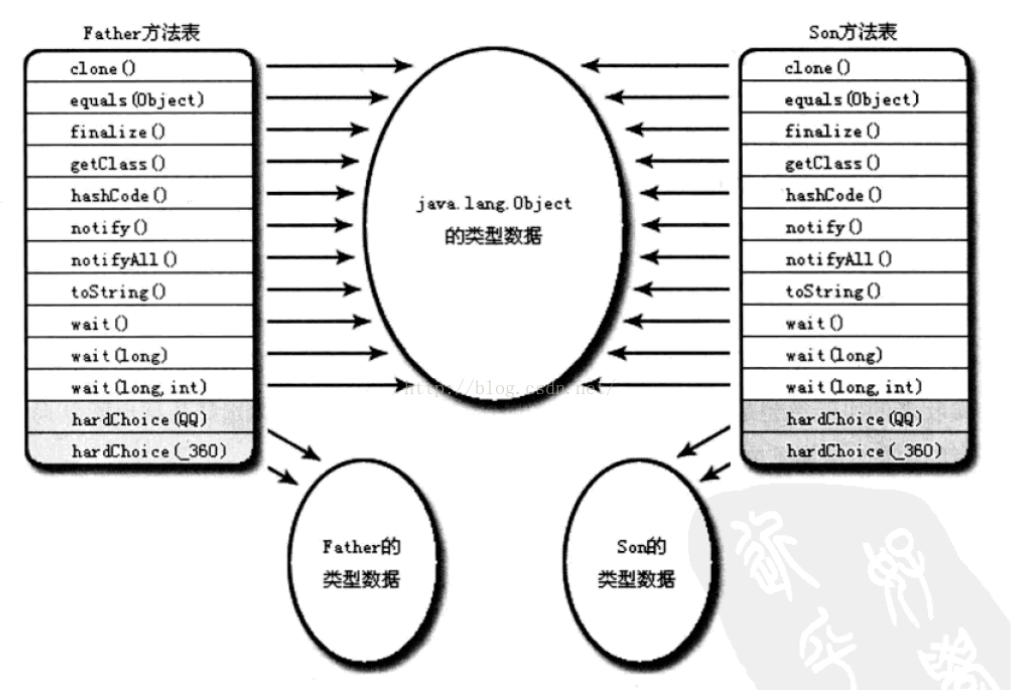 Father方法表
clone()
equals(Object)
finalize()
getClass()
hashCode()
notify()
notifyAll()
toString()
wait()
wait(long)
wait(long,int)
hardChoice(QQ)
hardChoice(_360)
java.lang.Object
的类型数据
http://blog.csdn.net/
Son方法表
clone()
equals(Object)
finalize()
getClass()
hashCode()
notify()
notifyAll()
toString()
wait()
wait(long)
wait(long,int)
hardChoice(QQ)
hardChoice(_360)
Father的
类型数据
Son的
类型数据